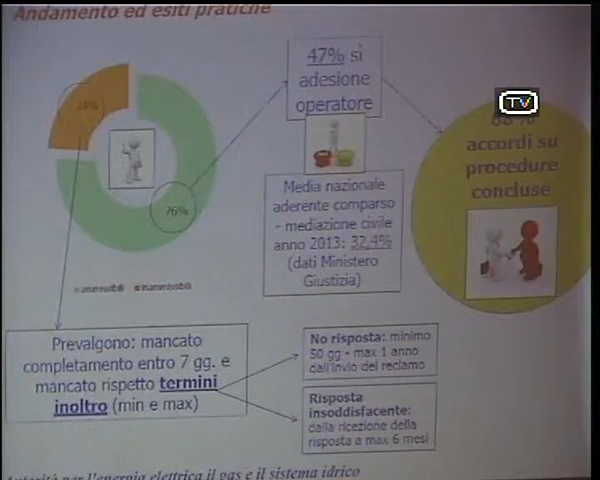 Andamento ed esiti pratiche
47% sì
adesione
operatore
TV
accordi su
procedure
concluse
76%
Media nazionale
aderente comparso
- mediazione civile
anno 2013: 32,4%
(dati Ministero
Giustizia)
Prevalgono: mancato
completamento entro 7 gg. e
mancato rispetto termini
inoltro (min e max)
No risposta: minimo
50 gg - max 1 anno
dall'invio del reclamo
Risposta
insoddisfacente:
dalla ricezione della
risposta a max 6 mesi
Autorità per l'energia elettrica il gas e il sistema idrico